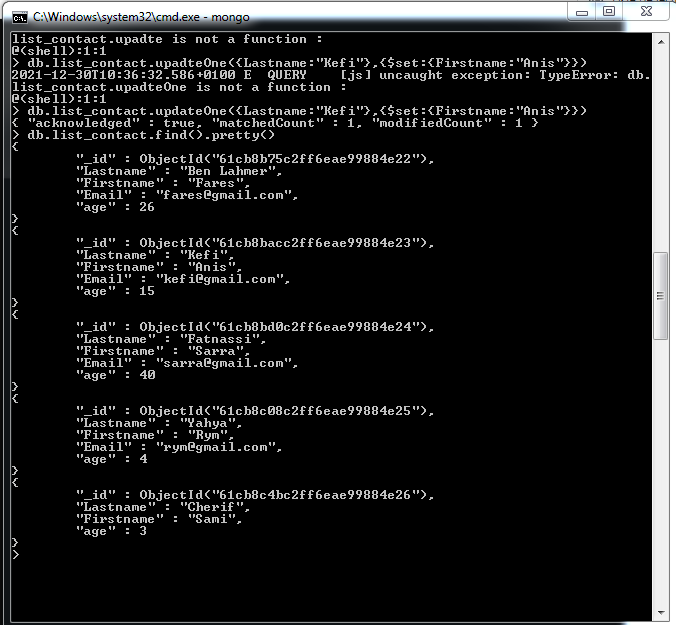 C:\Windows\system32\cmd.exe - mongo
list_contact.upadte is not a function :
@(shell):1:1
> db.list_contact.upadteOne({Lastname:"Kefi"},{$set:{Firstname:"Anis"}})
2021-12-30T10:36:32.586+0100 E  QUERY    [js] uncaught exception: TypeError: db.
list_contact.upadteOne is not a function :
@(shell):1:1
> db.list_contact.updateOne({Lastname:"Kefi"},{$set:{Firstname:"Anis"}})
{ "acknowledged" : true, "matchedCount" : 1, "modifiedCount" : 1 }
> db.list_contact.find().pretty()
{
        "_id" : ObjectId("61cb8b75c2ff6eae99884e22"),
        "Lastname" : "Ben Lahmer",
        "Firstname" : "Fares",
        "Email" : "fares@gmail.com",
        "age" : 26
}
{
        "_id" : ObjectId("61cb8bacc2ff6eae99884e23"),
        "Lastname" : "Kefi",
        "Firstname" : "Anis",
        "Email" : "kefi@gmail.com",
        "age" : 15
}
{
        "_id" : ObjectId("61cb8bd0c2ff6eae99884e24"),
        "Lastname" : "Fatnassi",
        "Firstname" : "Sarra",
        "Email" : "sarra@gmail.com",
        "age" : 40
}
{
        "_id" : ObjectId("61cb8c08c2ff6eae99884e25"),
        "Lastname" : "Yahya",
        "Firstname" : "Rym",
        "Email" : "rym@gmail.com",
        "age" : 4
}
{
        "_id" : ObjectId("61cb8c4bc2ff6eae99884e26"),
        "Lastname" : "Cherif",
        "Firstname" : "Sami",
        "age" : 3
}
>